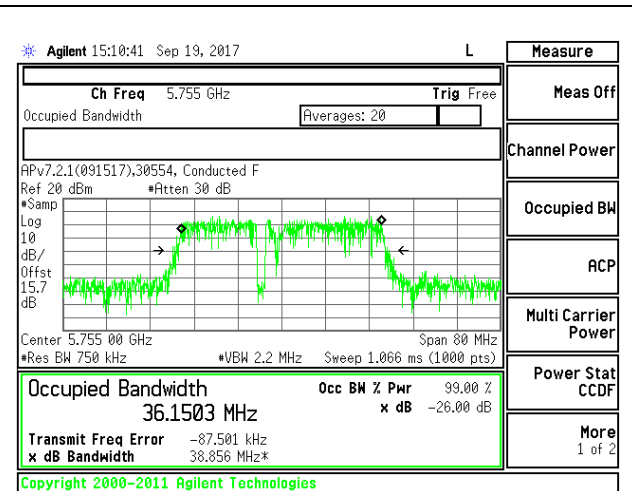 Agilent 15:10:41 Sep 19, 2017 L Measure
Ch Freq 5.755 GHz Trig Free
Meas Off
Occupied Bandwidth Averages: 20
Channel Power
APv7.2.1(091517),30554, Conducted F
Ref 20 dBm #Atten 30 dB
#Samp
Log
10
dB/
Offst
15.7
dB
Occupied BW
ACP
Multi Carrier
Power
Center 5.755 00 GHz Span 80 MHz
#Res BW 750 kHz #VBW 2.2 MHz Sweep 1.066 ms (1000 pts)
Power Stat
CCDF
Occupied Bandwidth Occ BW % Pwr 99.00 %
36.1503 MHz x dB -26.00 dB
Transmit Freq Error -87.501 kHz
x dB Bandwidth 38.856 MHz*
More
1 of 2
Copyright 2000-2011 Agilent Technologies